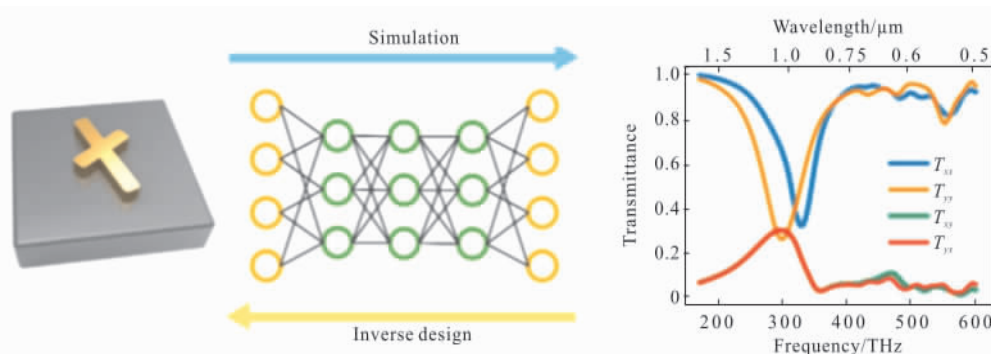 Simulation
Inverse design
Wavelength/μm
1.5 1.0 0.75 0.6 0.5
Transmittance
1.0
0.8
0.6
0.4
0.2
0
T_xx
T_yy
T_xy
T_yx
200 300 400 500 600
Frequency/THz